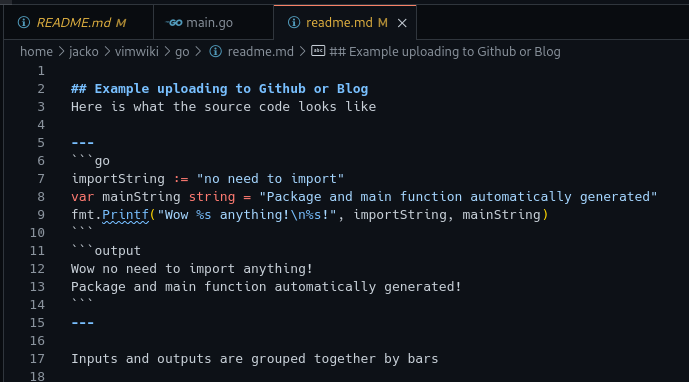 README.md M
GO main.go
readme.md M
home > jacko > vimwiki > go > readme.md > abc ## Example uploading to Github or Blog
1
2 ## Example uploading to Github or Blog
3 Here is what the source code looks like
4
5 ---
6 ```go
7 importString := "no need to import"
8 var mainString string = "Package and main function automatically generated"
9 fmt.Printf("Wow %s anything!\n%s!", importString, mainString)
10 ```
11 ```output
12 Wow no need to import anything!
13 Package and main function automatically generated!
14 ```
15 ---
16
17 Inputs and outputs are grouped together by bars
18